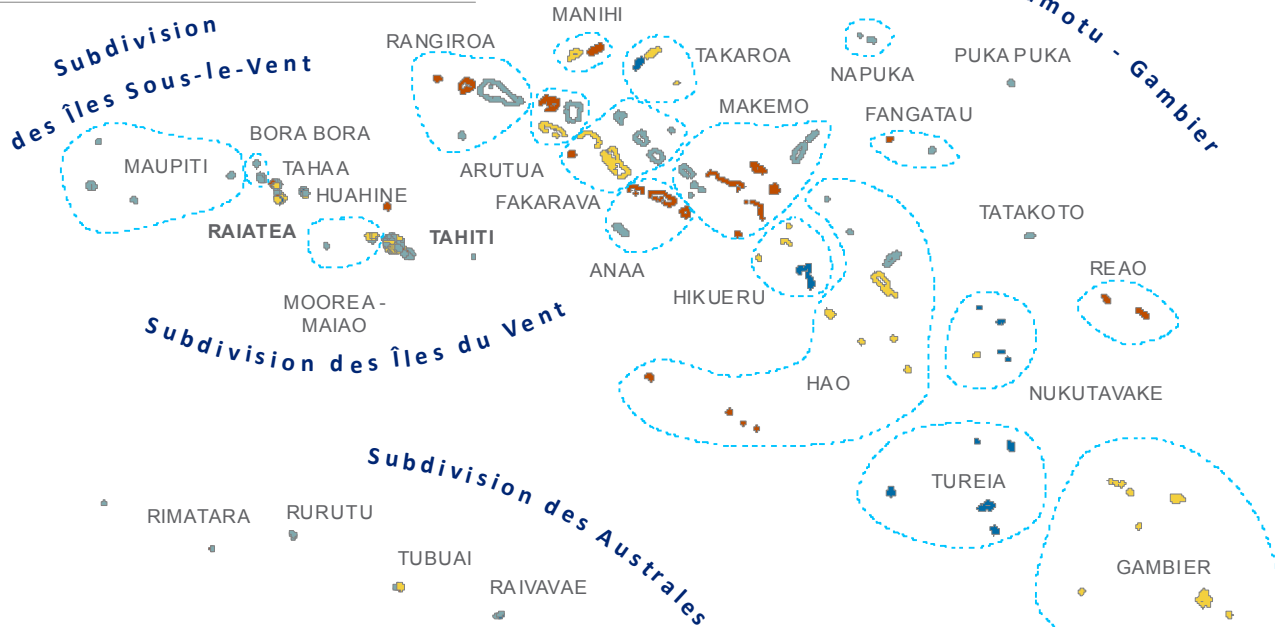 MANIHI
RANGIROA
TAKAROA
NAPUKA
PUKA PUKA
Subdivision
des Îles Sous-le-Vent
- Gambier
MAKEMO
FANGATAU
BORA BORA
MAUPITI
TAHAA
ARUTUA
HUAHINE
FAKARAVA
TATAKOTO
RAIATEA
TAHITI
ANAA
REAO
HIKUERU
MOOREA -
MAIAO
Subdivision des Îles du Vent
HAO
NUKUTAVAKE
Subdivision des Australes
TUREIA
RIMATARA
RURUTU
TUBUAI
RAIVAVAE
GAMBIER